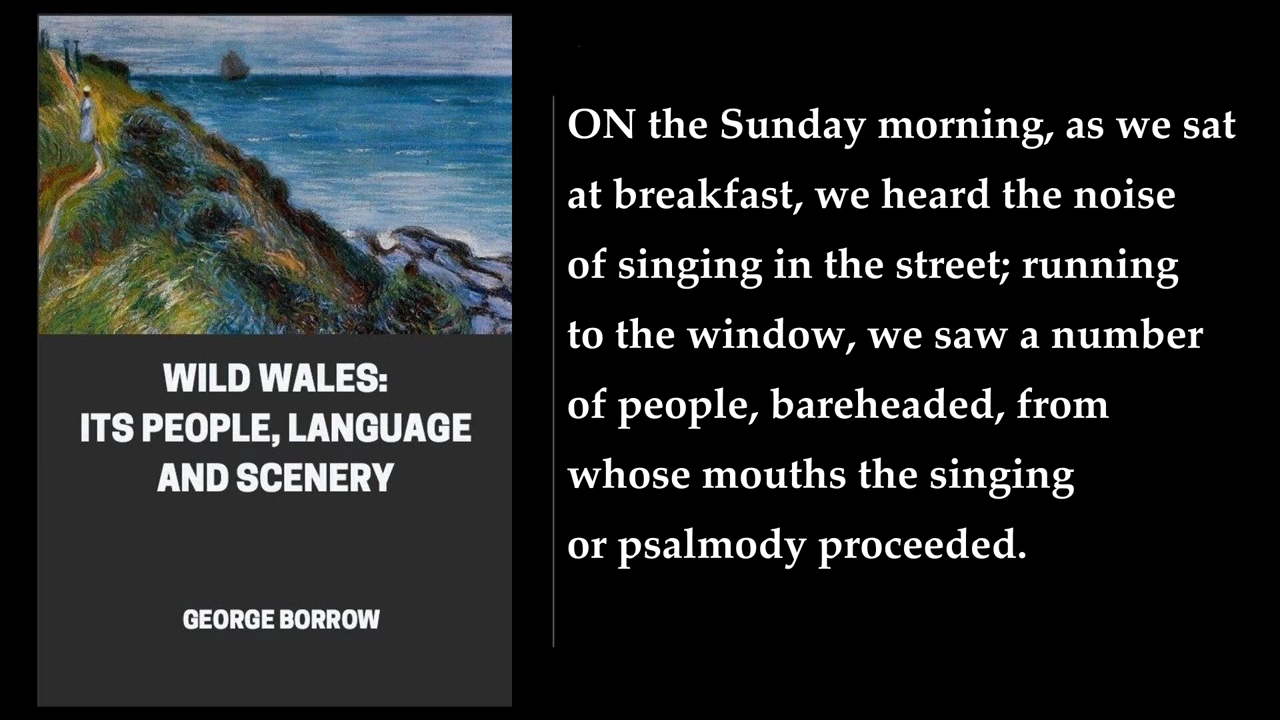 WILD WALES:
ITS PEOPLE, LANGUAGE
AND SCENERY
GEORGE BORROW
ON the Sunday morning, as we sat
at breakfast, we heard the noise
of singing in the street; running
to the window, we saw a number
of people, bareheaded, from
whose mouths the singing
or psalmody proceeded.